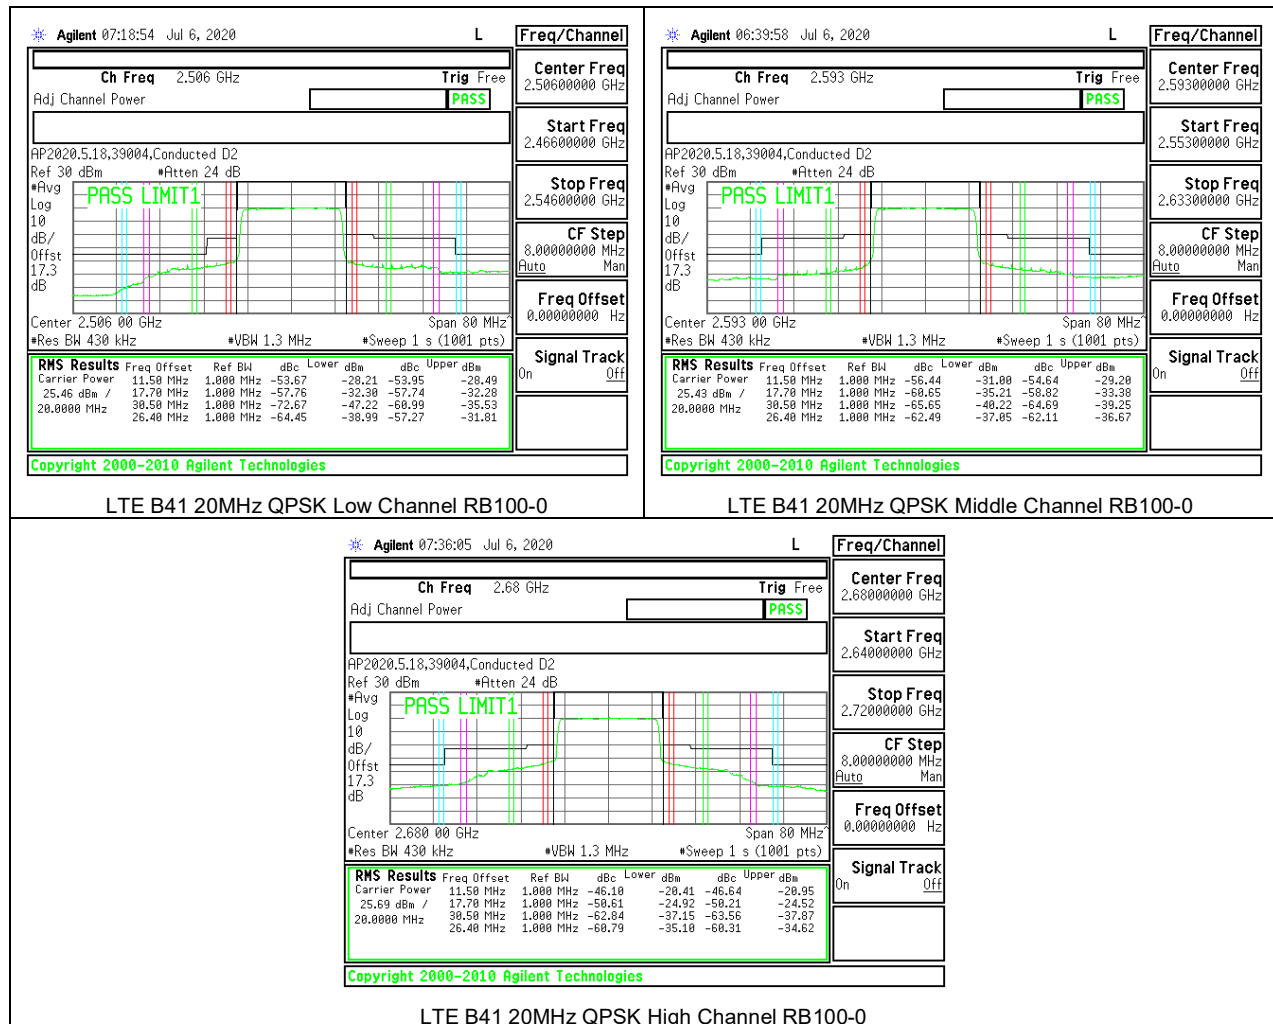 Agilent 07:18:54 Jul 6, 2020 L Freq/Channel
Ch Freq 2.506 GHz Trig Free
Adj Channel Power PASS
Center Freq
2.50600000 GHz
Start Freq
2.46600000 GHz
AP2020.5.18,39004,Conducted D2
Ref 30 dBm #Atten 24 dB
#Avg
Log
10
dB/
Offst
17.3
dB
PASS LIMIT1
Stop Freq
2.54600000 GHz
CF Step
8.00000000 MHz
Auto Man
Freq Offset
0.00000000 Hz
Center 2.506 00 GHz Span 80 MHz^
#Res BW 430 kHz #VBW 1.3 MHz #Sweep 1 s (1001 pts)
Signal Track
On Off
RMS Results Freq Offset Ref BW dBc Lower dBm dBc Upper dBm
Carrier Power 11.50 MHz 1.000 MHz -53.67 -28.21 -53.95 -28.49
25.46 dBm / 17.70 MHz 1.000 MHz -57.76 -32.30 -57.74 -32.28
20.0000 MHz 30.50 MHz 1.000 MHz -72.67 -47.22 -60.99 -35.53
26.40 MHz 1.000 MHz -64.45 -38.99 -57.27 -31.81
Copyright 2000-2010 Agilent Technologies
LTE B41 20MHz QPSK Low Channel RB100-0
Agilent 06:39:58 Jul 6, 2020 L Freq/Channel
Ch Freq 2.593 GHz Trig Free
Adj Channel Power PASS
Center Freq
2.59300000 GHz
Start Freq
2.55300000 GHz
AP2020.5.18,39004,Conducted D2
Ref 30 dBm #Atten 24 dB
#Avg
Log
10
dB/
Offst
17.3
dB
PASS LIMIT1
Stop Freq
2.63300000 GHz
CF Step
8.00000000 MHz
Auto Man
Freq Offset
0.00000000 Hz
Center 2.593 00 GHz Span 80 MHz^
#Res BW 430 kHz #VBW 1.3 MHz #Sweep 1 s (1001 pts)
Signal Track
On Off
RMS Results Freq Offset Ref BW dBc Lower dBm dBc Upper dBm
Carrier Power 11.50 MHz 1.000 MHz -56.44 -31.00 -54.64 -29.20
25.43 dBm / 17.70 MHz 1.000 MHz -60.65 -35.21 -58.82 -33.38
20.0000 MHz 30.50 MHz 1.000 MHz -65.65 -40.22 -64.69 -39.25
26.40 MHz 1.000 MHz -62.49 -37.05 -62.11 -36.67
Copyright 2000-2010 Agilent Technologies
LTE B41 20MHz QPSK Middle Channel RB100-0
Agilent 07:36:05 Jul 6, 2020 L Freq/Channel
Ch Freq 2.68 GHz Trig Free
Adj Channel Power PASS
Center Freq
2.68000000 GHz
Start Freq
2.64000000 GHz
AP2020.5.18,39004,Conducted D2
Ref 30 dBm #Atten 24 dB
#Avg
Log
10
dB/
Offst
17.3
dB
PASS LIMIT1
Stop Freq
2.72000000 GHz
CF Step
8.00000000 MHz
Auto Man
Freq Offset
0.00000000 Hz
Center 2.680 00 GHz Span 80 MHz^
#Res BW 430 kHz #VBW 1.3 MHz #Sweep 1 s (1001 pts)
Signal Track
On Off
RMS Results Freq Offset Ref BW dBc Lower dBm dBc Upper dBm
Carrier Power 11.50 MHz 1.000 MHz -46.10 -20.41 -46.64 -20.95
25.69 dBm / 17.70 MHz 1.000 MHz -50.61 -24.92 -50.21 -24.52
20.0000 MHz 30.50 MHz 1.000 MHz -62.84 -37.15 -63.56 -37.87
26.40 MHz 1.000 MHz -60.79 -35.10 -60.31 -34.62
Copyright 2000-2010 Agilent Technologies
LTE B41 20MHz QPSK High Channel RB100-0